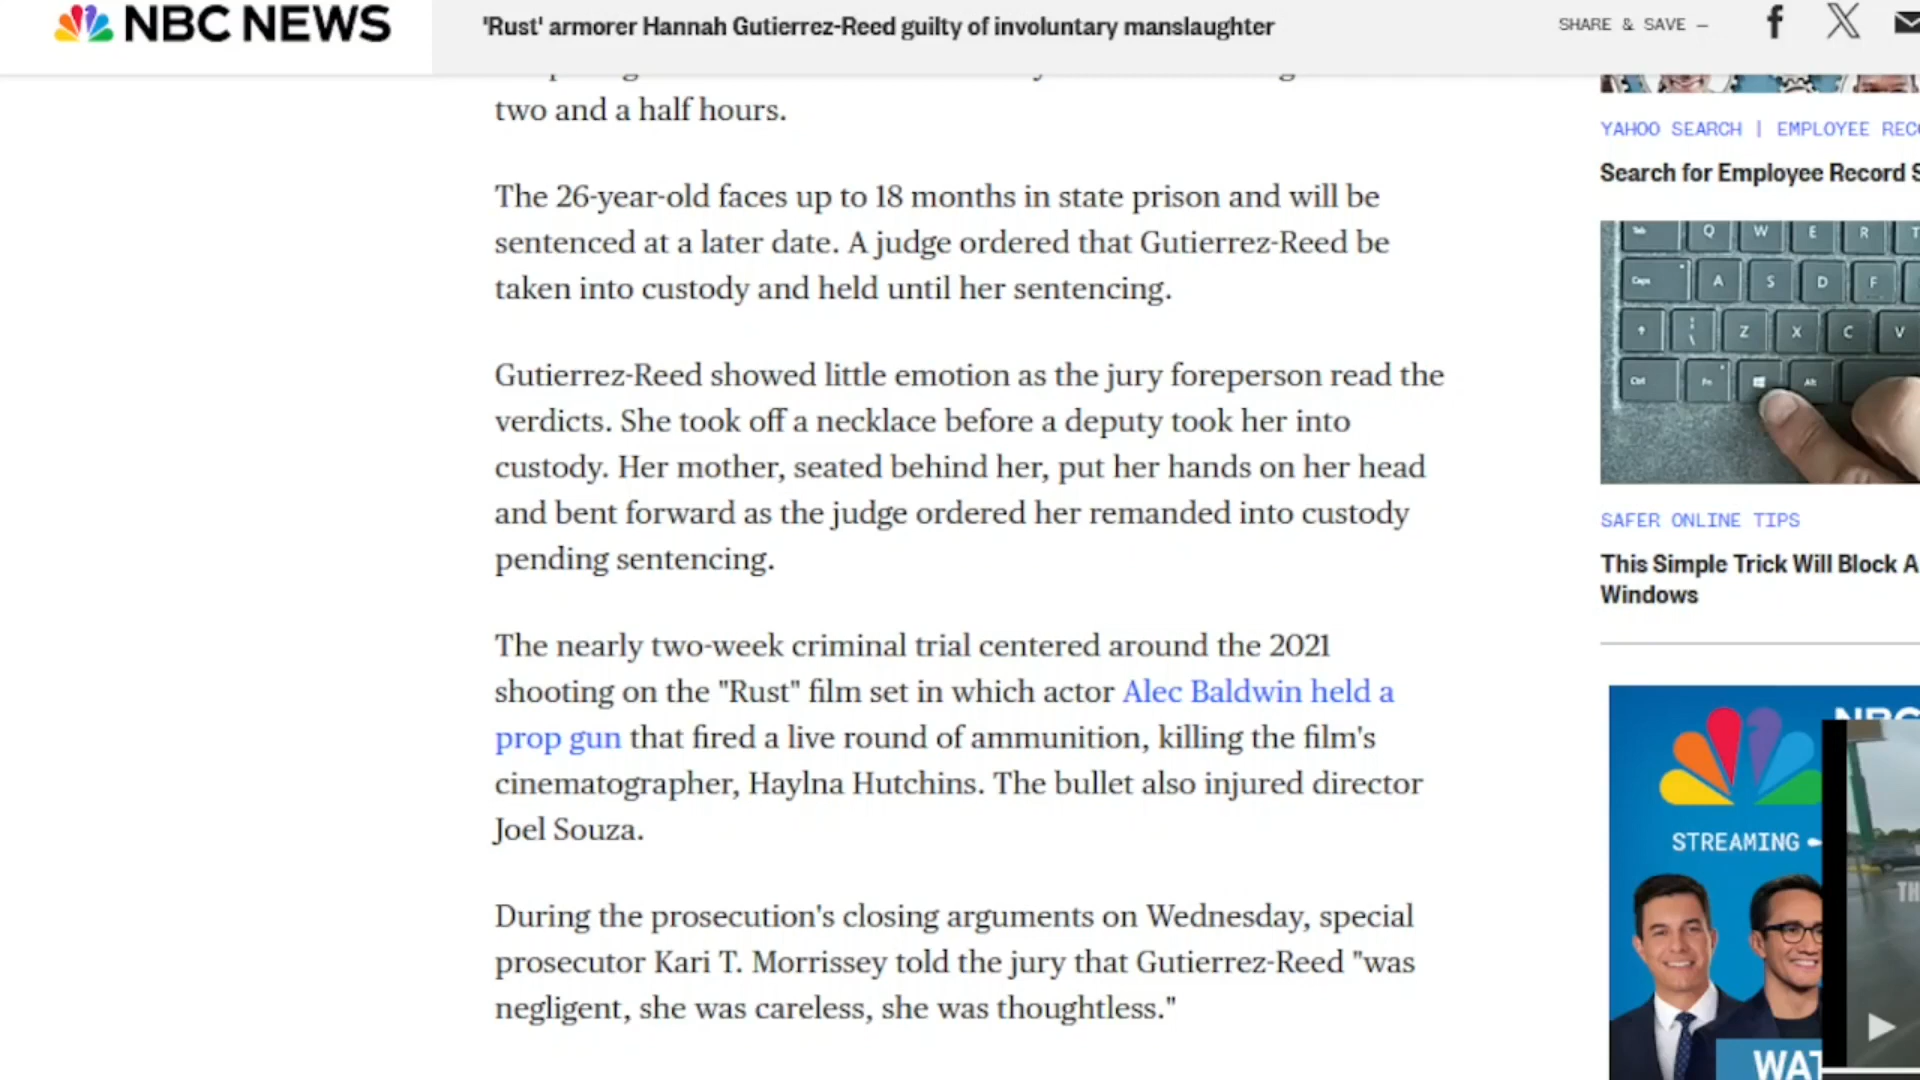 NBC NEWS
'Rust' armorer Hannah Gutierrez-Reed guilty of involuntary manslaughter
SHARE & SAVE —
two and a half hours.
The 26-year-old faces up to 18 months in state prison and will be
sentenced at a later date. A judge ordered that Gutierrez-Reed be
taken into custody and held until her sentencing.
Gutierrez-Reed showed little emotion as the jury foreperson read the
verdicts. She took off a necklace before a deputy took her into
custody. Her mother, seated behind her, put her hands on her head
and bent forward as the judge ordered her remanded into custody
pending sentencing.
The nearly two-week criminal trial centered around the 2021
shooting on the "Rust" film set in which actor Alec Baldwin held a
prop gun that fired a live round of ammunition, killing the film's
cinematographer, Haylna Hutchins. The bullet also injured director
Joel Souza.
During the prosecution's closing arguments on Wednesday, special
prosecutor Kari T. Morrissey told the jury that Gutierrez-Reed "was
negligent, she was careless, she was thoughtless."
YAHOO SEARCH | EMPLOYEE REC
Search for Employee Record S
Tab Q W E R T
Caps A S D F
Z X C V
Ctrl Fn Alt
SAFER ONLINE TIPS
This Simple Trick Will Block A
Windows
STREAMING
TH
WAT